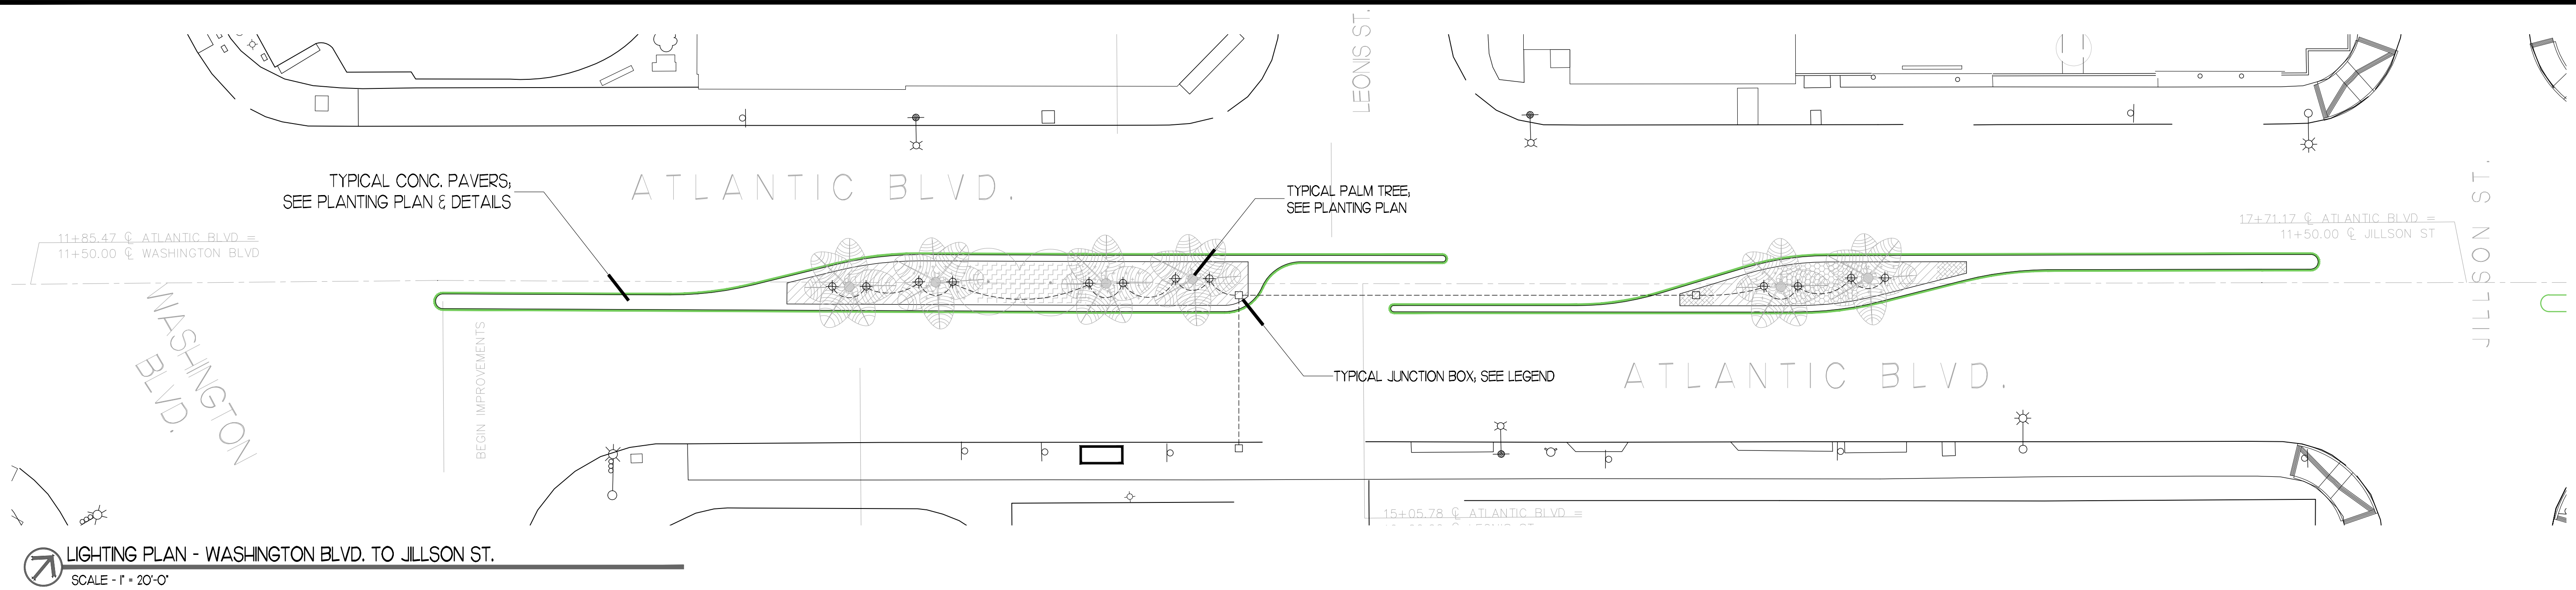 LEONIS ST.
TYPICAL CONC. PAVERS;
SEE PLANTING PLAN & DETAILS
ATLANTIC BLVD.
TYPICAL PALM TREE,
SEE PLANTING PLAN
11+85.47 ℄ ATLANTIC BLVD =
11+50.00 ℄ WASHINGTON BLVD
17+71.17 ℄ ATLANTIC BLVD =
11+50.00 ℄ JILLSON ST
JILLSON ST.
WASHINGTON
BLVD.
BEGIN IMPROVEMENTS
TYPICAL JUNCTION BOX; SEE LEGEND
ATLANTIC BLVD.
15+05.78 ℄ ATLANTIC BLVD =
LIGHTING PLAN - WASHINGTON BLVD. TO JILLSON ST.
SCALE - 1" = 20'-0"